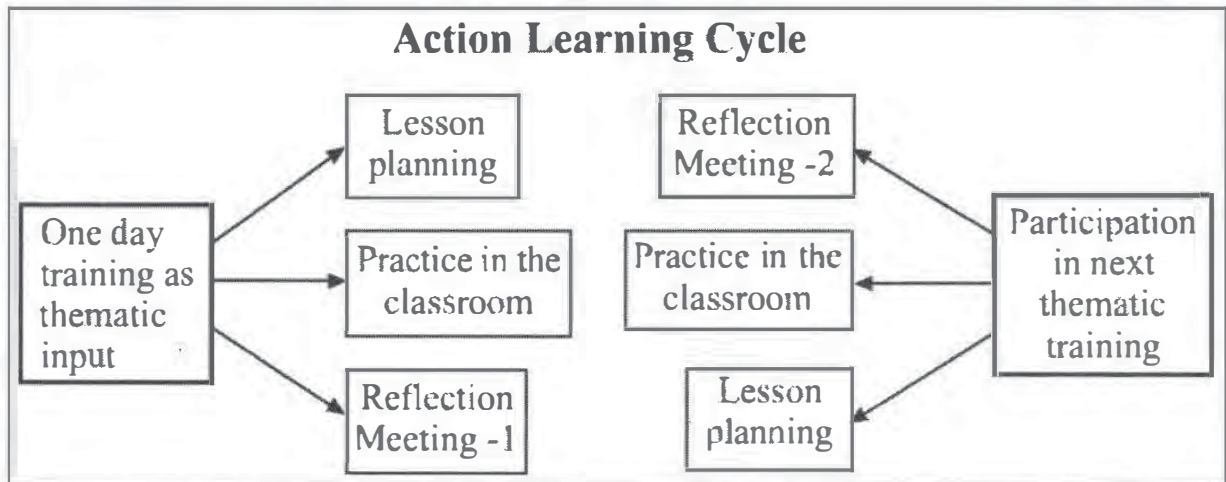 Action Learning Cycle
Lesson
planning
Reflection
Meeting -2
One day
training as
thematic
input
Practice in the
classroom
Practice in the
classroom
Participation
in next
thematic
training
Reflection
Meeting -1
Lesson
planning